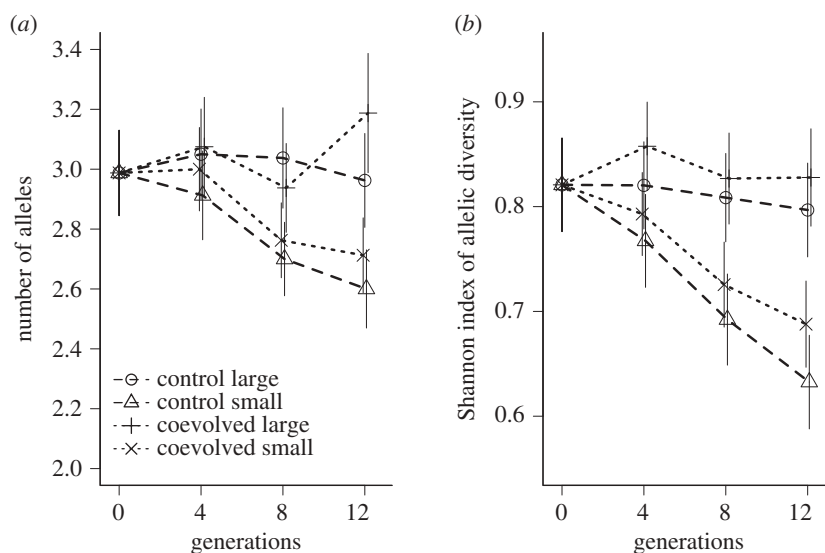 (a)
number of alleles
3.4
3.2
3.0
2.8
2.6
2.4
2.2
2.0
control large
control small
coevolved large
coevolved small
0 4 8 12
generations
(b)
Shannon index of allelic diversity
0.9
0.8
0.7
0.6
0 4 8 12
generations